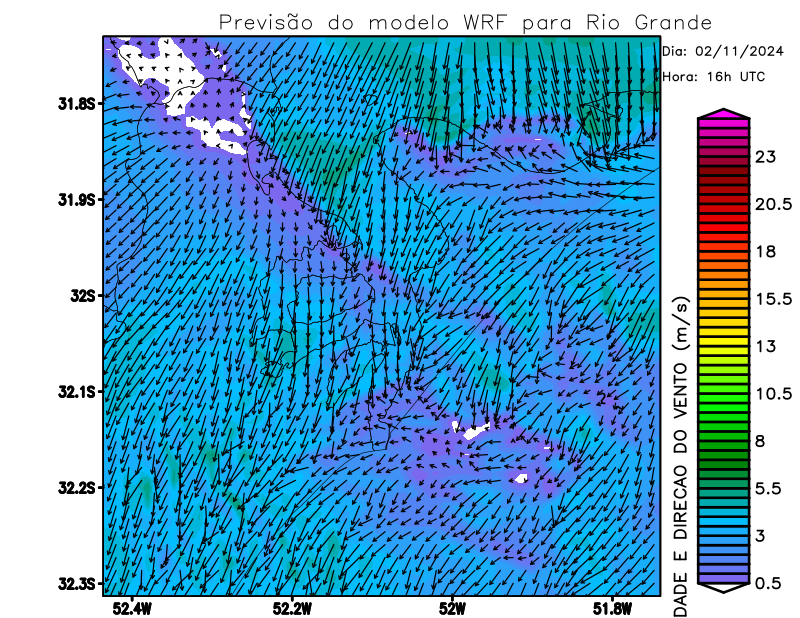 Previsão do modelo WRF para Rio Grande
Dia: 02/11/2024
Hora: 16h UTC
31.8S
31.9S
32S
32.1S
32.2S
32.3S
52.4W
52.2W
52W
51.8W
23
20.5
18
15.5
13
10.5
8
5.5
3
0.5
DADE E DIRECAO DO VENTO (m/s)